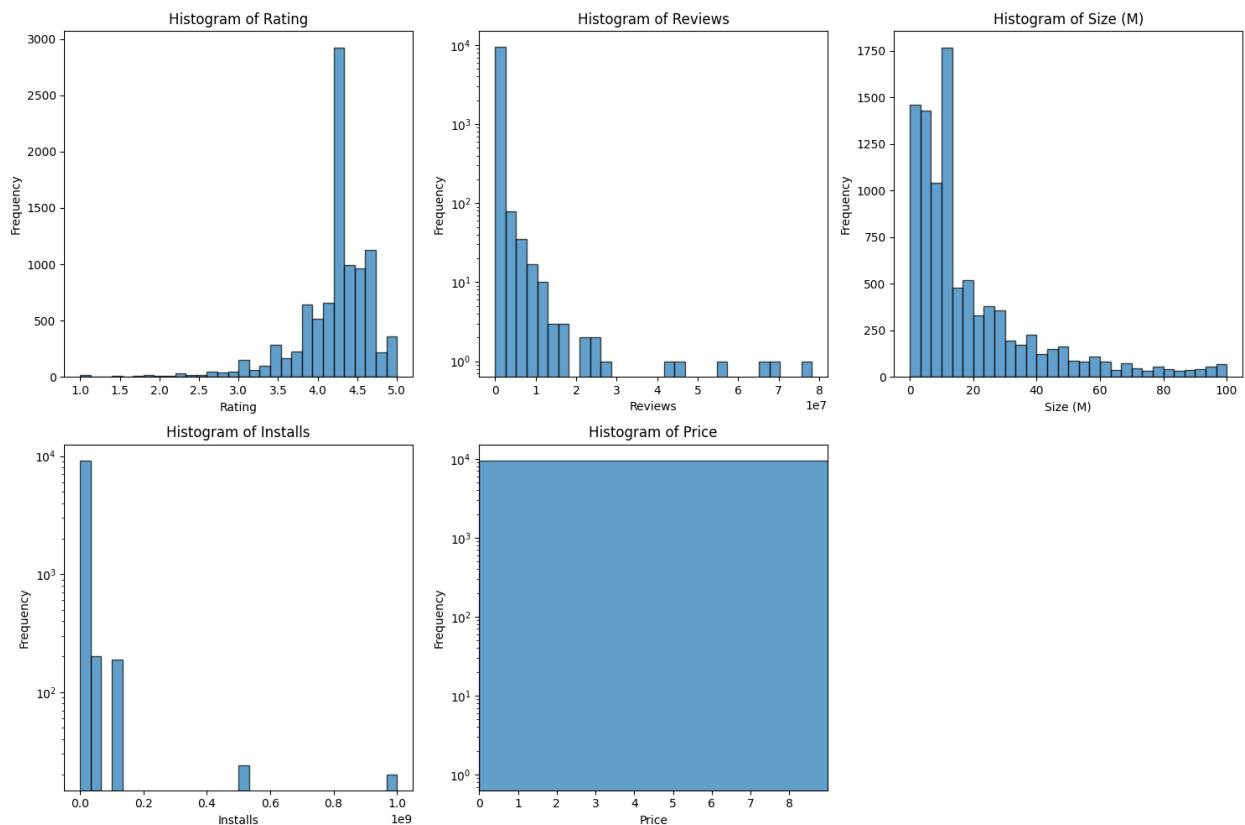 Histogram of Rating
3000
2500
2000
1500
1000
500
0
Frequency
1.0 1.5 2.0 2.5 3.0 3.5 4.0 4.5 5.0
Rating
Histogram of Reviews
10^4
10^3
10^2
10^1
10^0
Frequency
0 1 2 3 4 5 6 7 8
1e7
Reviews
Histogram of Size (M)
1750
1500
1250
1000
750
500
250
0
Frequency
0 20 40 60 80 100
Size (M)
Histogram of Installs
10^4
10^3
10^2
Frequency
0.0 0.2 0.4 0.6 0.8 1.0
1e9
Installs
Histogram of Price
10^4
10^3
10^2
10^1
10^0
Frequency
0 1 2 3 4 5 6 7 8
Price